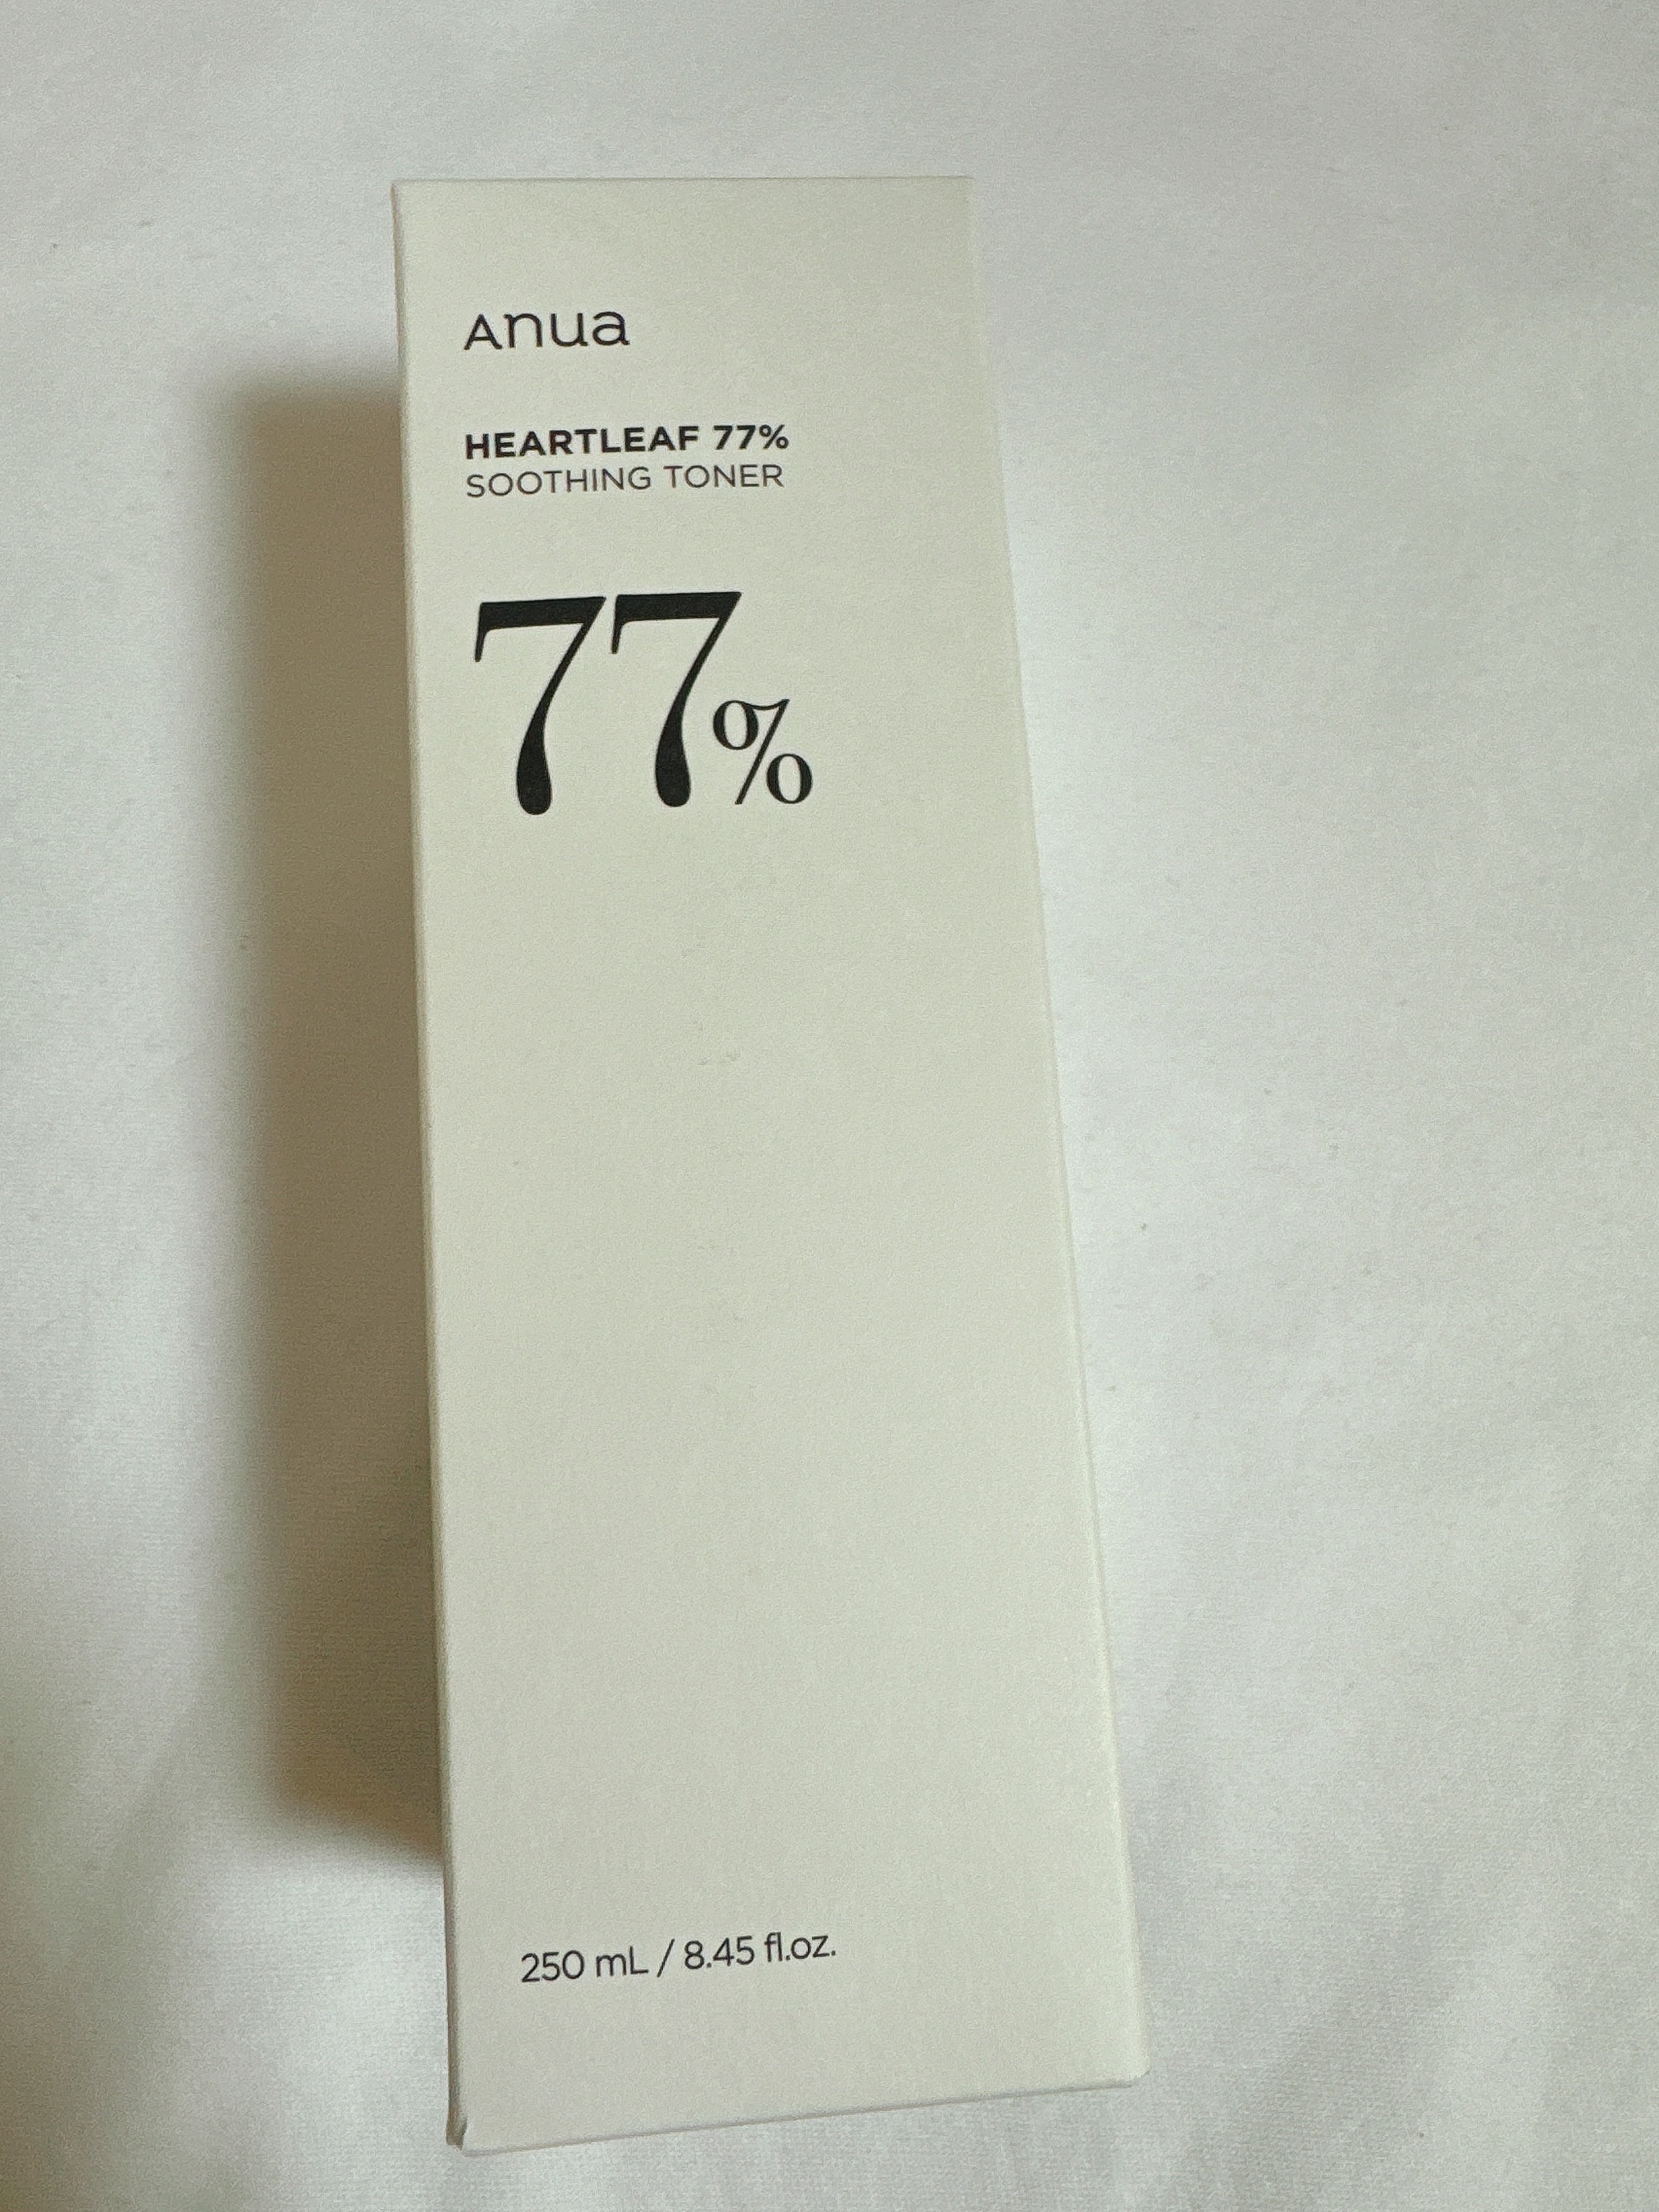 Anua
HEARTLEAF 77%
SOOTHING TONER
77%
250 mL / 8.45 fl.oz.